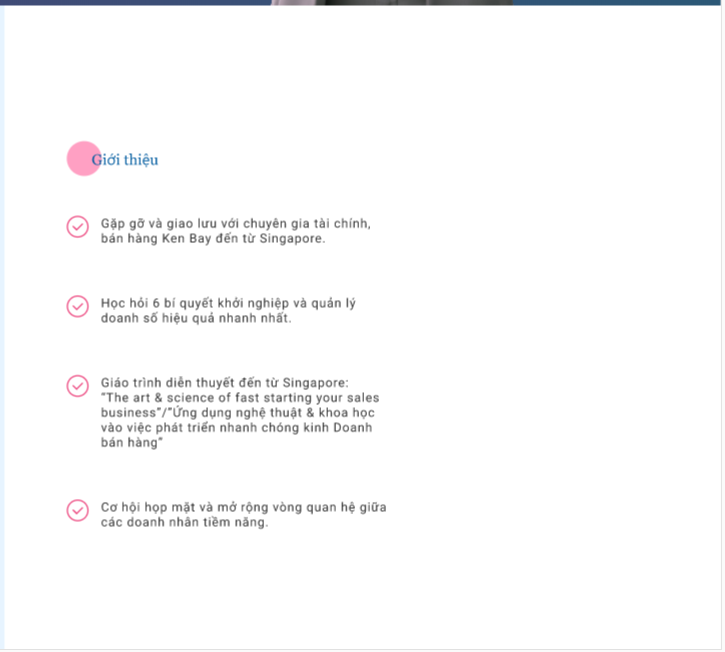 Giới thiệu
Gặp gỡ và giao lưu với chuyên gia tài chính,
bán hàng Ken Bay đến từ Singapore.
Học hỏi 6 bí quyết khởi nghiệp và quản lý
doanh số hiệu quả nhanh nhất.
Giáo trình diễn thuyết đến từ Singapore:
"The art & science of fast starting your sales
business"/"Ứng dụng nghệ thuật & khoa học
vào việc phát triển nhanh chóng kinh Doanh
bán hàng"
Cơ hội họp mặt và mở rộng vòng quan hệ giữa
các doanh nhân tiềm năng.